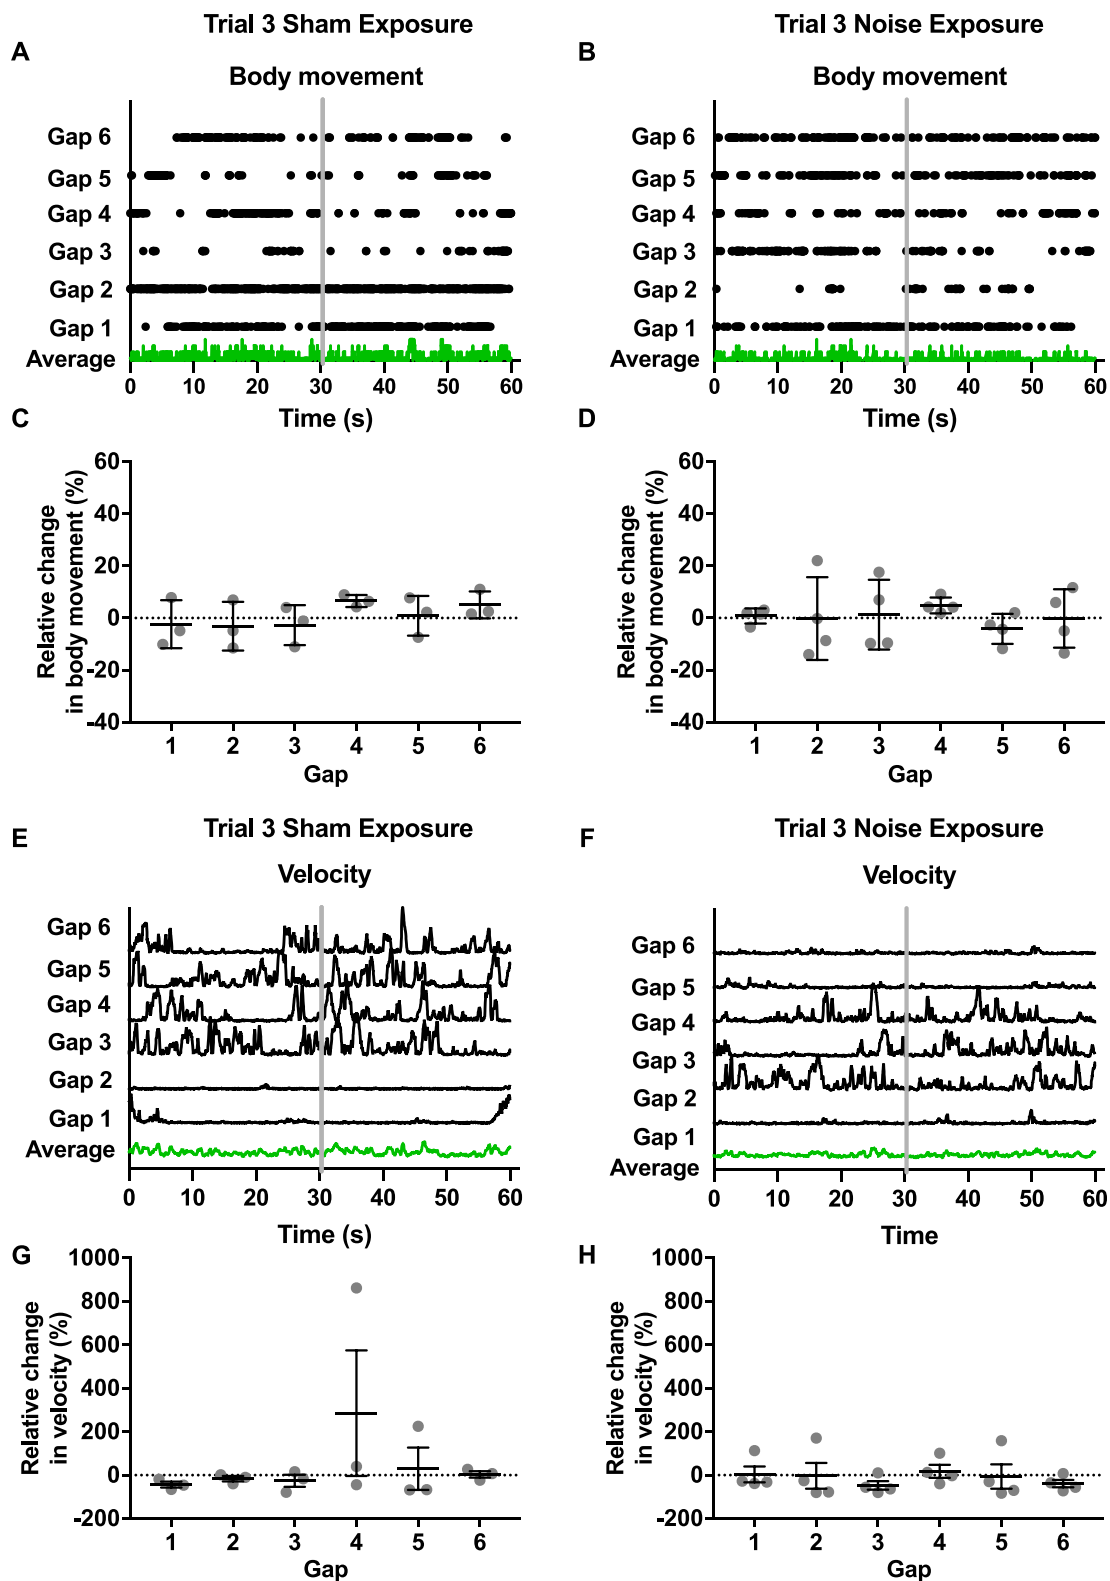 Trial 3 Sham Exposure
A
Body movement
Gap 6
Gap 5
Gap 4
Gap 3
Gap 2
Gap 1
Average
0 10 20 30 40 50 60
Time (s)
Trial 3 Noise Exposure
B
Body movement
Gap 6
Gap 5
Gap 4
Gap 3
Gap 2
Gap 1
Average
0 10 20 30 40 50 60
Time (s)
C
Relative change
in body movement (%)
60
40
20
0
-20
-40
1 2 3 4 5 6
Gap
D
Relative change
in body movement (%)
60
40
20
0
-20
-40
1 2 3 4 5 6
Gap
Trial 3 Sham Exposure
E
Velocity
Gap 6
Gap 5
Gap 4
Gap 3
Gap 2
Gap 1
Average
0 10 20 30 40 50 60
Time (s)
Trial 3 Noise Exposure
F
Velocity
Gap 6
Gap 5
Gap 4
Gap 3
Gap 2
Gap 1
Average
0 10 20 30 40 50 60
Time
G
Relative change
in velocity (%)
1000
800
600
400
200
0
-200
1 2 3 4 5 6
Gap
H
Relative change
in velocity (%)
1000
800
600
400
200
0
-200
1 2 3 4 5 6
Gap